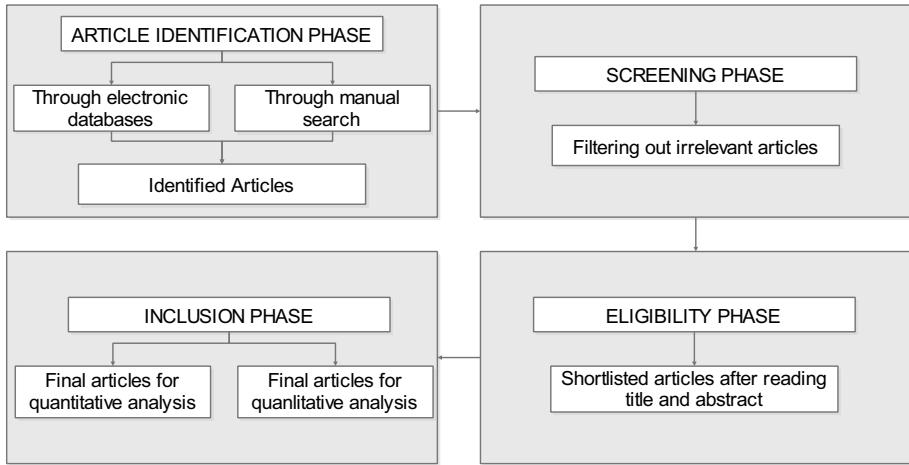 ARTICLE IDENTIFICATION PHASE
Through electronic
databases
Through manual
search
Identified Articles
SCREENING PHASE
Filtering out irrelevant articles
INCLUSION PHASE
Final articles for
quantitative analysis
Final articles for
quanlitative analysis
ELIGIBILITY PHASE
Shortlisted articles after reading
title and abstract